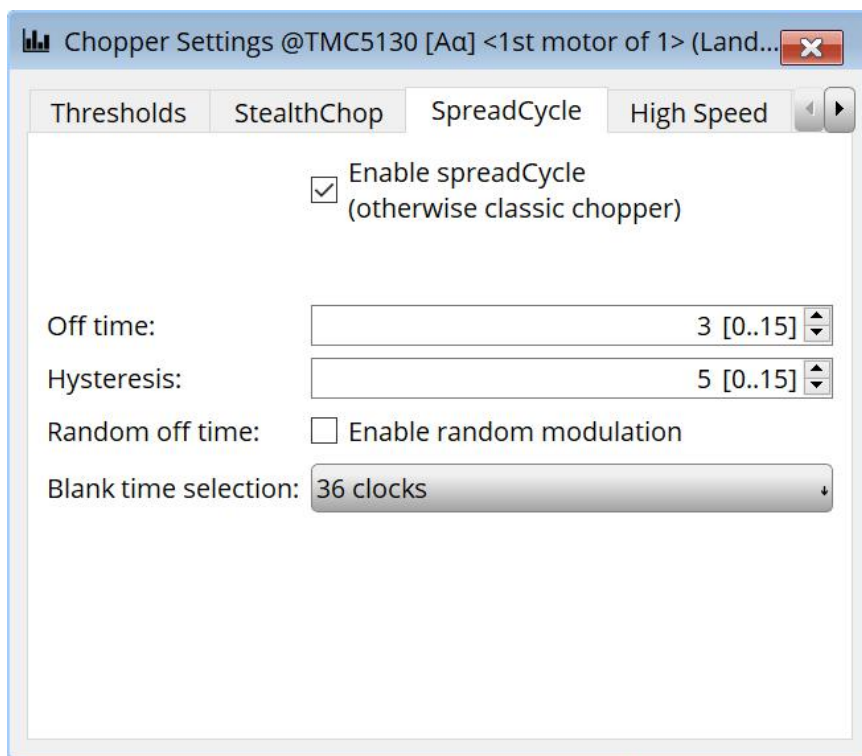 Chopper Settings @TMC5130 [Aα] <1st motor of 1> (Land...
Thresholds StealthChop SpreadCycle High Speed
Enable spreadCycle
(otherwise classic chopper)
Off time: 3 [0..15]
Hysteresis: 5 [0..15]
Random off time: Enable random modulation
Blank time selection: 36 clocks